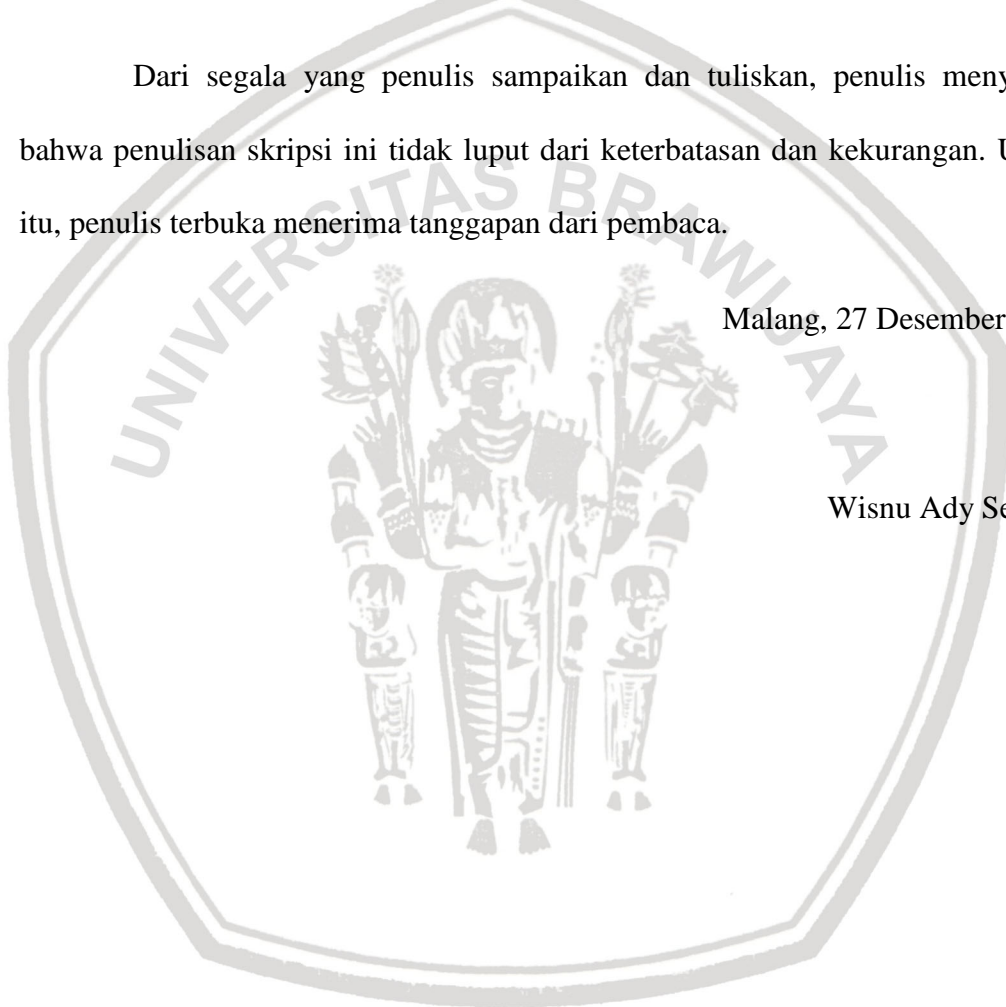 Dari segala yang penulis sampaikan dan tuliskan, penulis meny
bahwa penulisan skripsi ini tidak luput dari keterbatasan dan kekurangan. U
itu, penulis terbuka menerima tanggapan dari pembaca.
UNIVERSITAS BRAWIJAYA
Malang, 27 Desember
Wisnu Ady Se